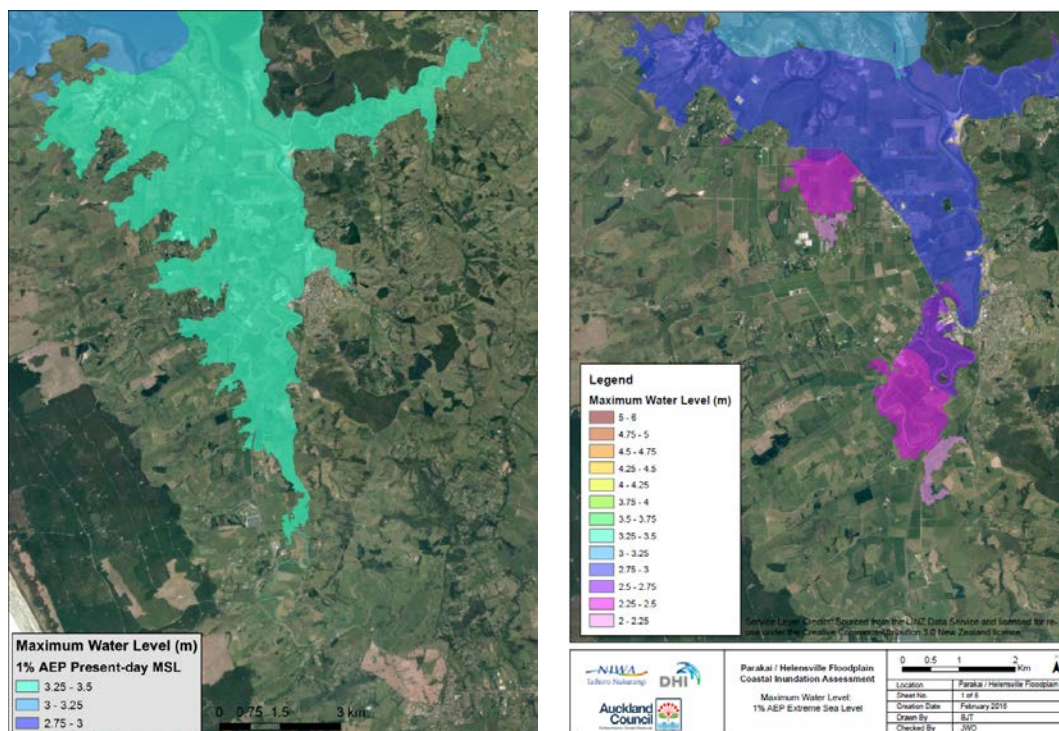 Maximum Water Level (m)
1% AEP Present-day MSL
3.25 - 3.5
3 - 3.25
2.75 - 3
0 0.75 1.5 3 km
Legend
Maximum Water Level (m)
5 - 6
4.75 - 5
4.5 - 4.75
4.25 - 4.5
4 - 4.25
3.75 - 4
3.5 - 3.75
3.25 - 3.5
3 - 3.25
2.75 - 3
2.5 - 2.75
2.25 - 2.5
2 - 2.25
Service Layer Credits: Sourced from the LINZ Data Service and licensed for re-
use under the Creative Commons Attribution 3.0 New Zealand license
NIWA
Taihoro Nukurangi
DHI
Auckland
Council
Parakai / Helensville Floodplain
Coastal Inundation Assessment
Maximum Water Level:
1% AEP Extreme Sea Level
0 0.5 1 2
Km
Location Parakai / Helensville Floodplain
Sheet No. 1 of 8
Creation Date February 2016
Drawn By BJT
Checked By JWO